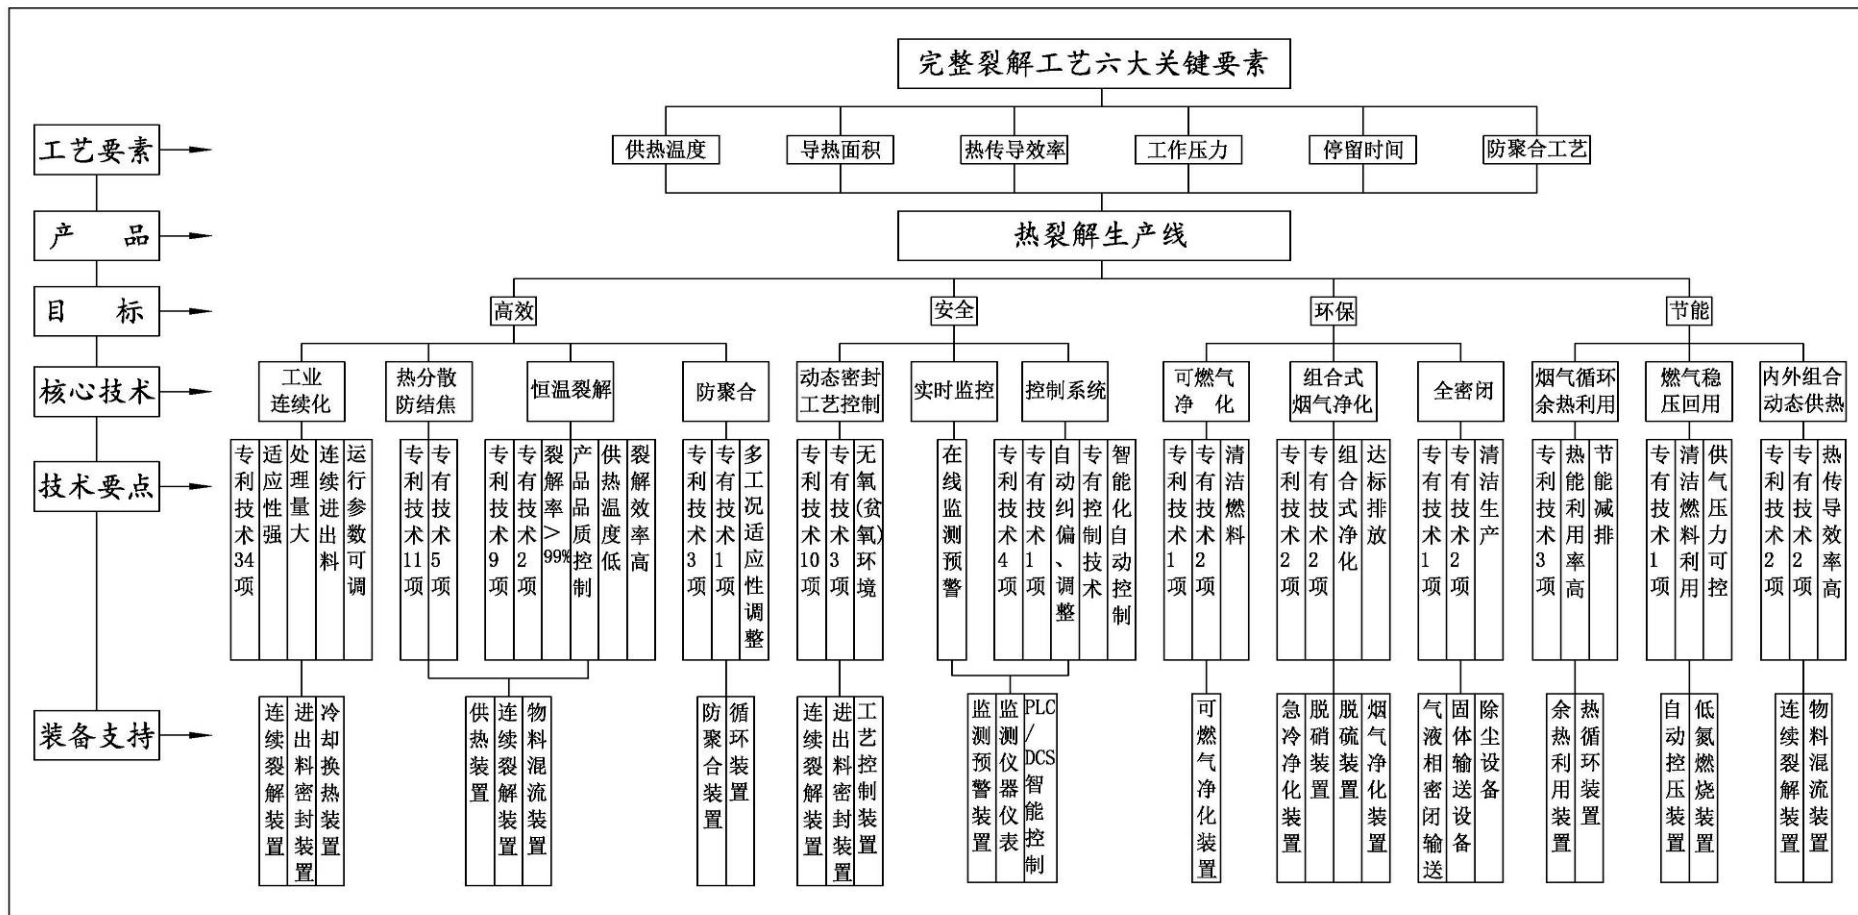 完整裂解工艺六大关键要素
工艺要素
供热温度
导热面积
热传导效率
工作压力
停留时间
防聚合工艺
产品
热裂解生产线
目标
高效
安全
环保
节能
核心技术
工业
连续化
热分散
防结焦
恒温裂解
防聚合
动态密封
工艺控制
实时监控
控制系统
可燃气
净化
组合式
烟气净化
全密闭
烟气循环
余热利用
燃气稳
压回用
内外组合
动态供热
技术要点
专利技术34项
适应性强
处理量大
连续进出料
运行参数可调
专利技术11项
专有技术5项
专利技术9项
专有技术2项
裂解率>99%
产品品质控制
供热温度低
裂解效率高
专利技术3项
专有技术1项
多工况适应性调整
专利技术10项
专有技术3项
无氧(贫氧)环境
在线监测预警
专利技术4项
专有技术1项
自动纠偏、调整
专有控制技术
智能化自动控制
专利技术1项
专有技术2项
清洁燃料
专利技术2项
专有技术2项
组合式净化
达标排放
专有技术1项
专有技术2项
清洁生产
专利技术3项
热能利用率高
节能减排
专有技术1项
清洁燃料利用
供气压力可控
专利技术2项
专有技术2项
热传导效率高
装备支持
连续裂解装置
进出料密封装置
冷却换热装置
供热装置
连续裂解装置
物料混流装置
防聚合装置
循环装置
连续裂解装置
进出料密封装置
工艺控制装置
监测预警装置
监测仪器仪表
PLC/DCS智能控制
可燃气净化装置
急冷净化装置
脱硝装置
脱硫装置
烟气净化装置
气液相密闭输送
固体输送设备
除尘设备
余热利用装置
热循环装置
自动控压装置
低氮燃烧装置
连续裂解装置
物料混流装置